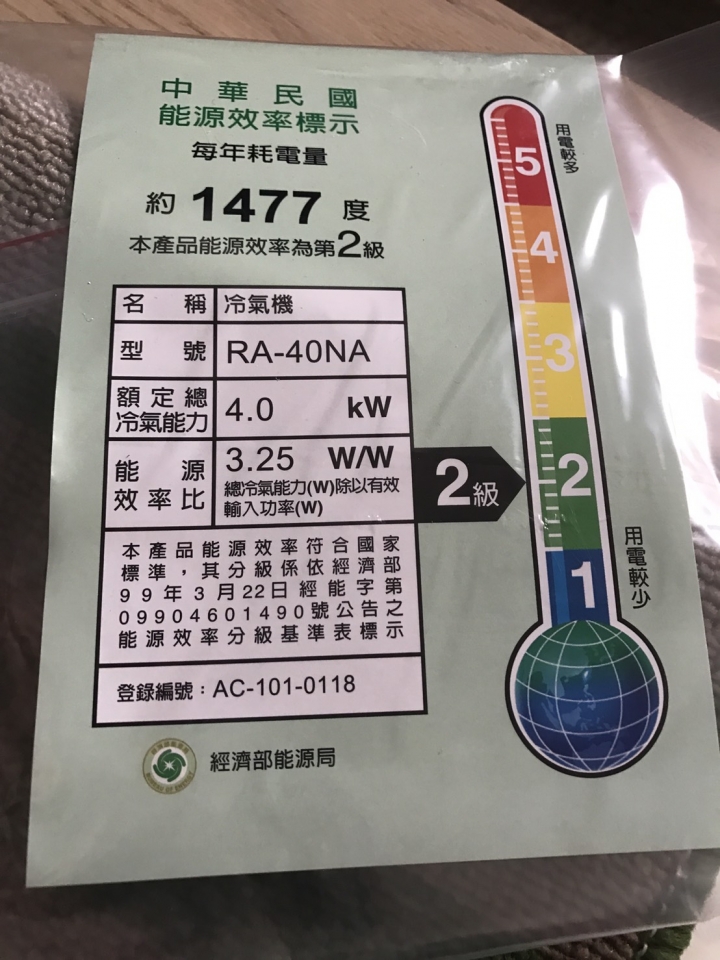 中華民國
能源效率標示
每年耗電量
約1477度
本產品能源效率為第2級
名稱 冷氣機
型號 RA-40NA
額定總
冷氣能力 4.0 kW
能源
效率比 3.25 W/W
總冷氣能力(W)除以有效
輸入功率(W)
本產品能源效率符合國家
標準，其分級係依經濟部
99年3月22日經能字第
09904601490號公告之
能源效率分級基準表標示
登錄編號：AC-101-0118
經濟部能源局
用電較多
5
4
3
2
2級
1
用電較少